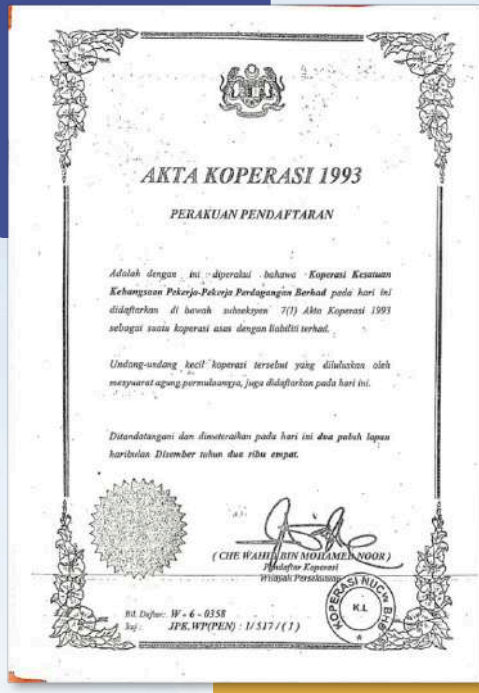 AKTA KOPERASI 1993
PERAKUAN PENDAFTARAN
Adalah dengan ini diperakui bahawa Koperasi Kesatuan
Kebangsaan Pekerja-Pekerja Perdagangan Berhad pada hari ini
didaftarkan di bawah subseksyen 7(1) Akta Koperasi 1993
sebagai suatu koperasi asas dengan liabiliti terhad.
Undang-undang kecil koperasi tersebut yang diluluskan oleh
mesyuarat agung permulaannya, juga didaftarkan pada hari ini.
Ditandatangani dan dimeteraikan pada hari ini dua puluh lapan
haribulan Disember tahun dua ribu empat.
( CHE WAHID BIN MOHAMED NOOR )
Pendaftar Koperasi
Wilayah Persekutuan
KOPERASI NUCW BHD
K.L
Bil. Daftar: W - 6 - 0358
Ruj : JPK.WP(PEN) : 1/517/( 1 )